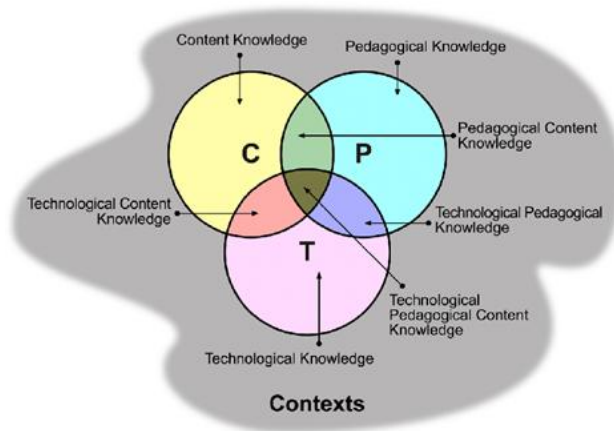 Content Knowledge
Pedagogical Knowledge
C
P
Pedagogical Content
Knowledge
Technological Content
Knowledge
Technological Pedagogical
Knowledge
T
Technological
Pedagogical Content
Knowledge
Technological Knowledge
Contexts